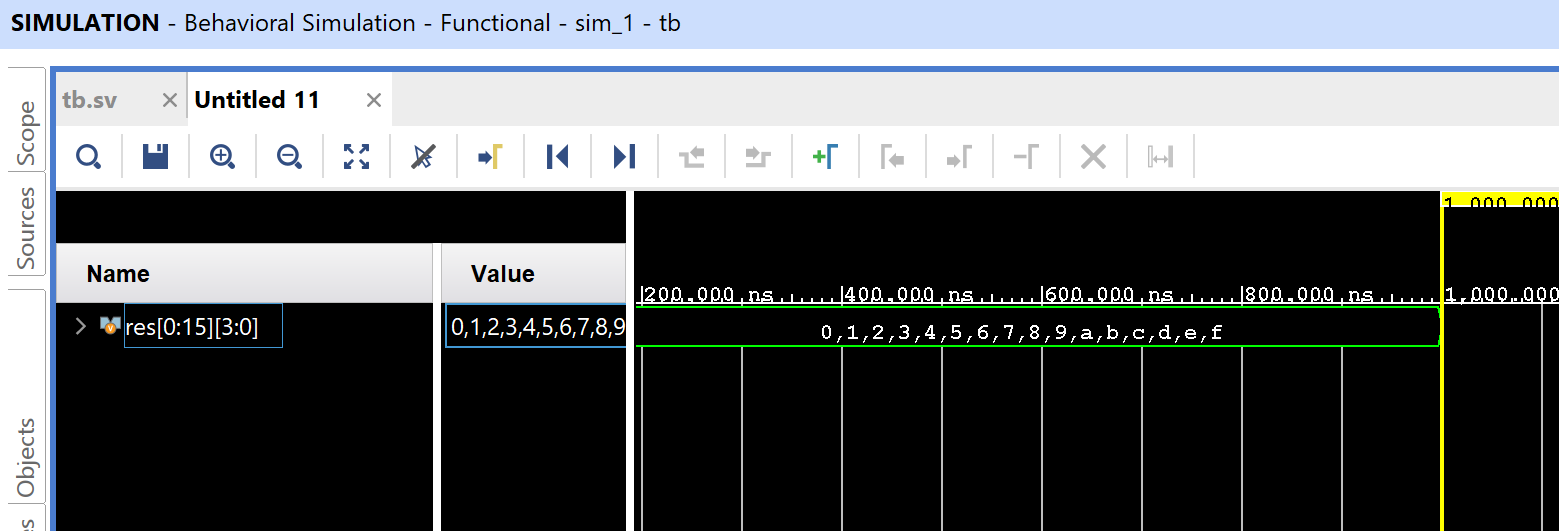 SIMULATION - Behavioral Simulation - Functional - sim_1 - tb
Scope
Sources
Objects
tb.sv
Untitled 11
Name
Value
res[0:15][3:0]
0,1,2,3,4,5,6,7,8,9
1,000.000
200.000 ns
400.000 ns
600.000 ns
800.000 ns
1,000.000
0,1,2,3,4,5,6,7,8,9,a,b,c,d,e,f